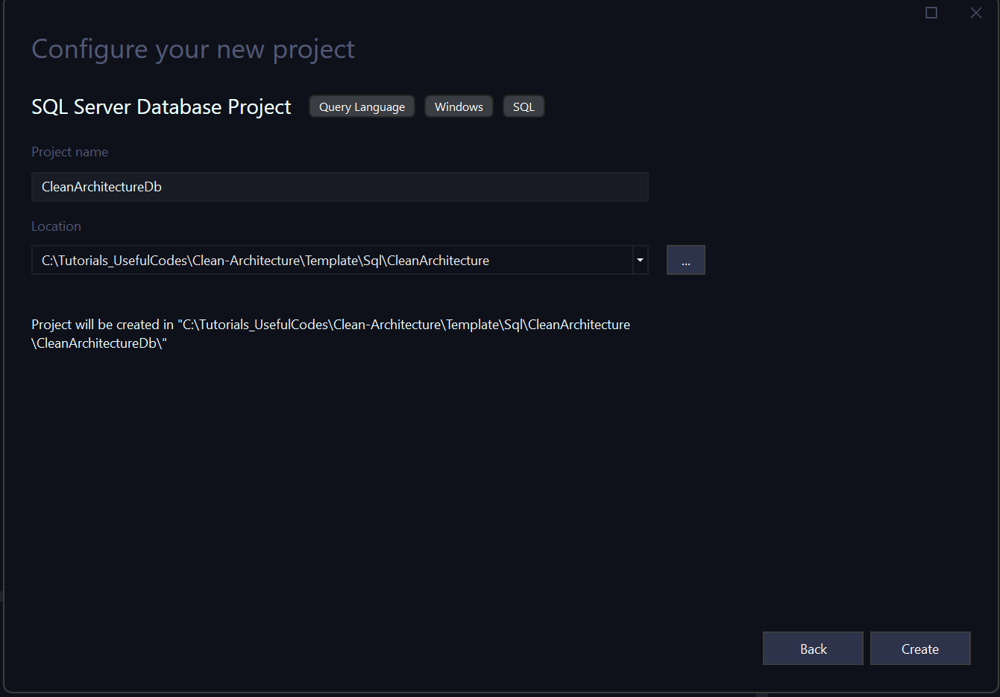 Configure your new project
SQL Server Database Project Query Language Windows SQL
Project name
CleanArchitectureDb
Location
C:\Tutorials_UsefulCodes\Clean-Architecture\Template\Sql\CleanArchitecture ...
Project will be created in "C:\Tutorials_UsefulCodes\Clean-Architecture\Template\Sql\CleanArchitecture
\CleanArchitectureDb\"
Back Create